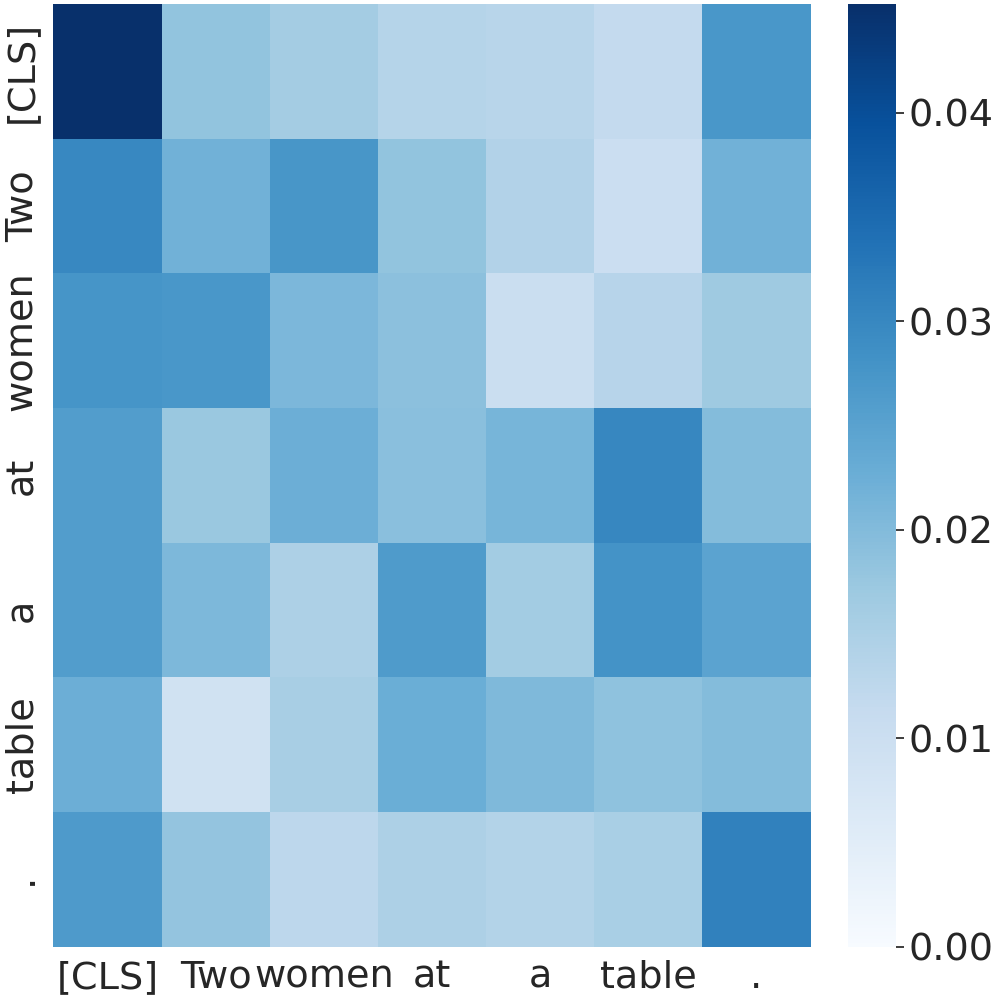 [CLS]
Two
women
at
a
table
.
[CLS] Two women at a table .
0.04
0.03
0.02
0.01
0.00